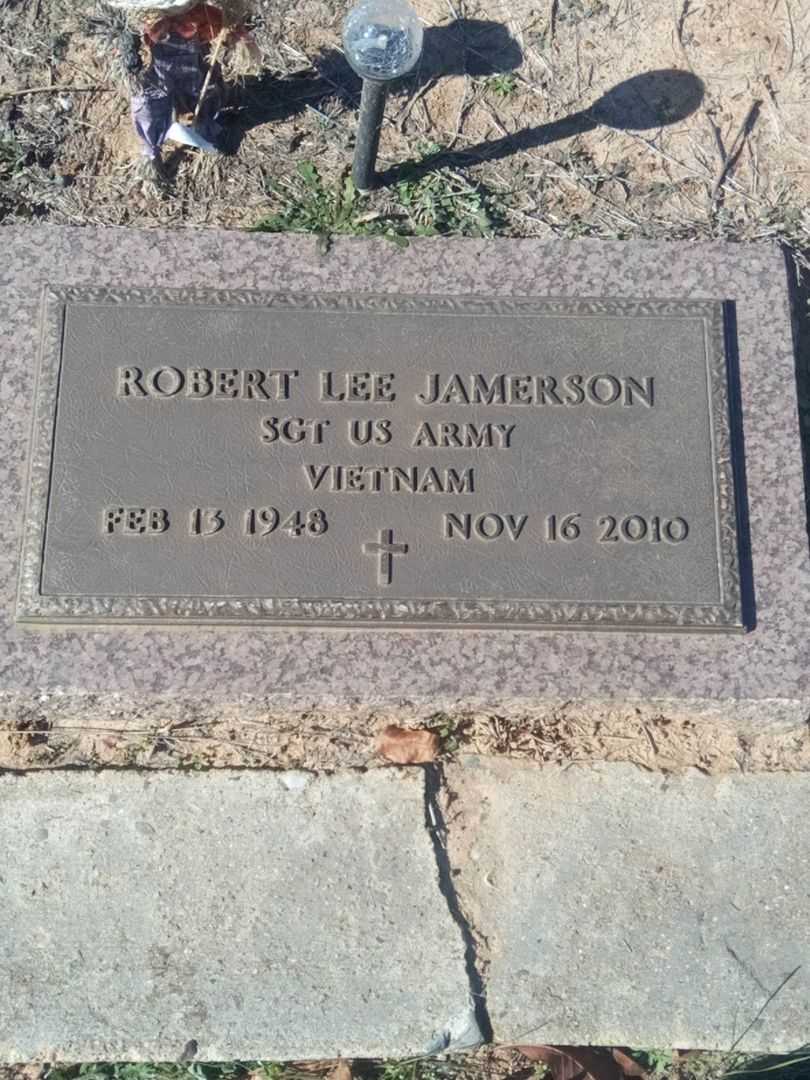 ROBERT LEE JAMERSON
SGT US ARMY
VIETNAM
FEB 13 1948 NOV 16 2010